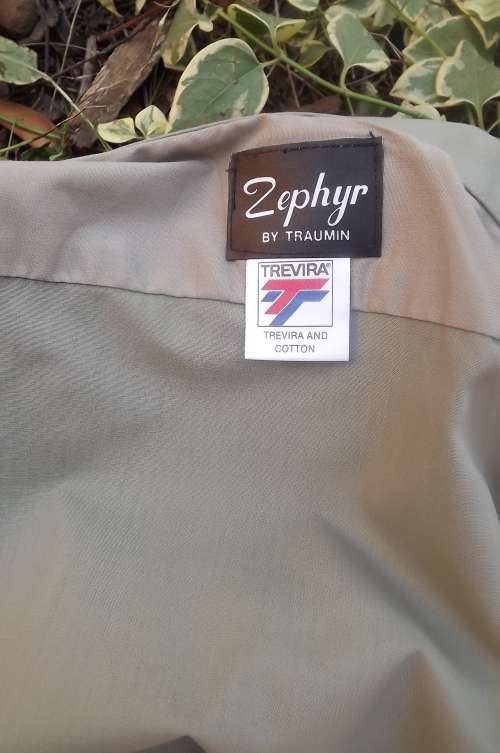 Zephyr
BY TRAUMIN
TREVIRA®
TREVIRA AND
COTTON